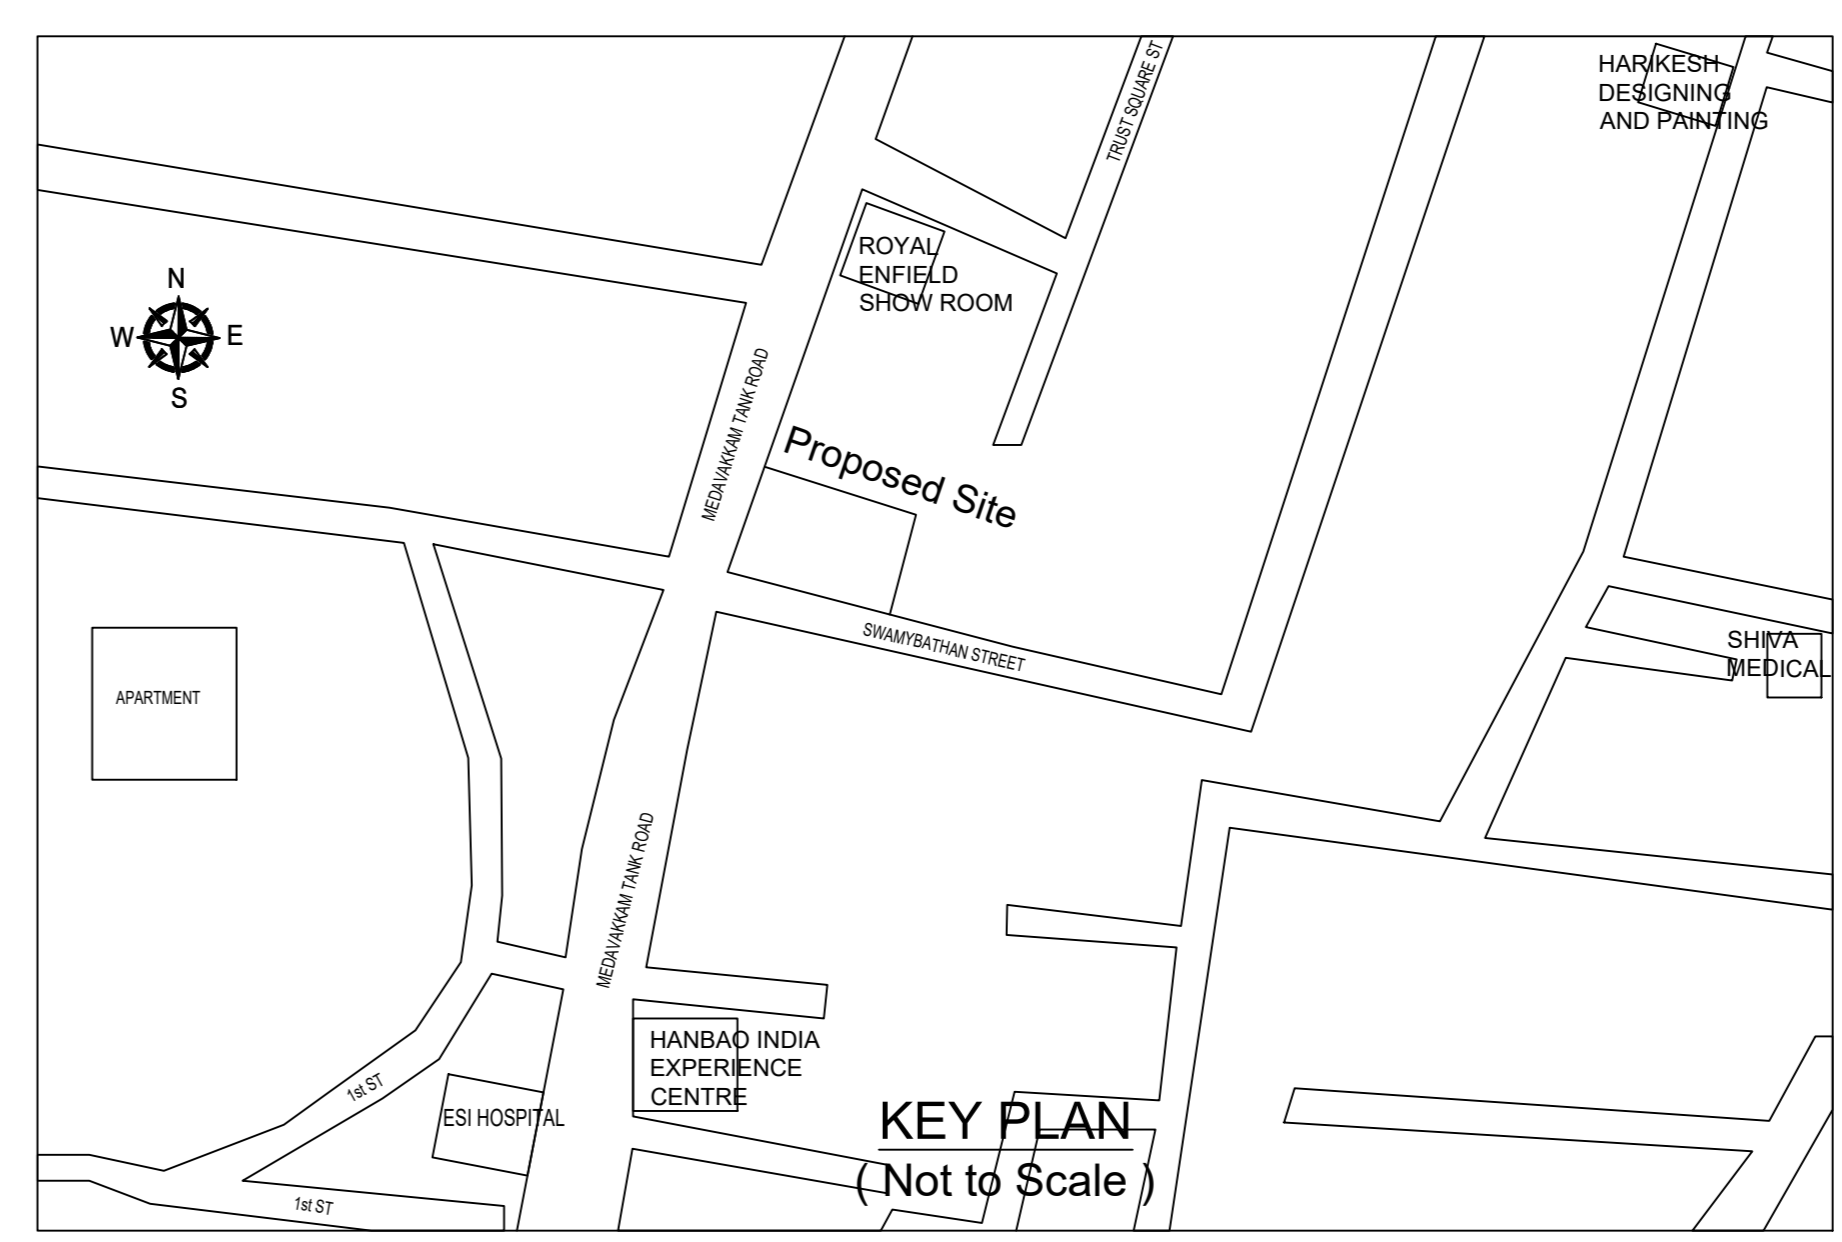 HARIKESH
DESIGNING
AND PAINTING
TRUST SQUARE ST
ROYAL
ENFIELD
SHOW ROOM
N
W E
S
MEDAVAKKAM TANK ROAD
Proposed Site
SWAMYBATHAN STREET
SHIVA
MEDICAL
APARTMENT
MEDAVAKKAM TANK ROAD
HANBAO INDIA
EXPERIENCE
CENTRE
1st ST
ESI HOSPITAL
KEY PLAN
( Not to Scale )
1st ST